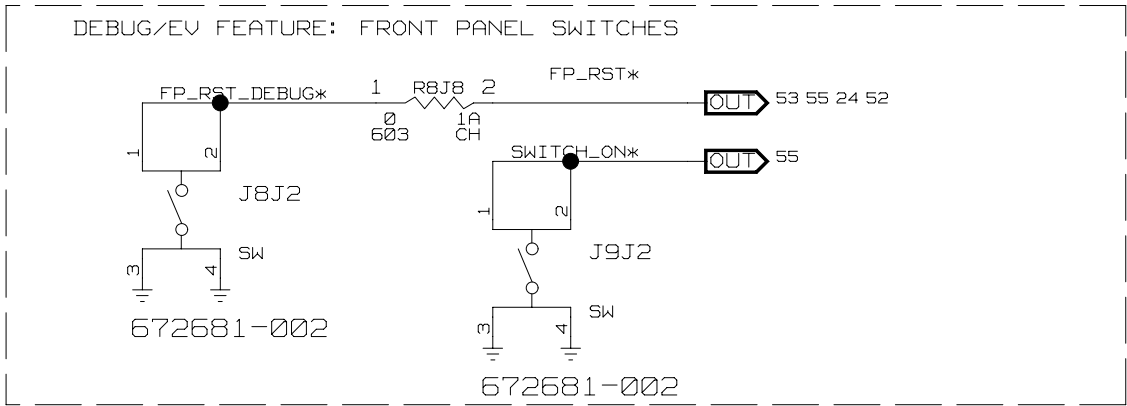 DEBUG/EV FEATURE: FRONT PANEL SWITCHES
FP_RST_DEBUG*
1 R8J8 2
FP_RST*
0
603
1A
CH
OUT 53 55 24 52
1 2
J8J2
SW
3 4
672681-002
SWITCH_ON*
OUT 55
1 2
J9J2
SW
3 4
672681-002